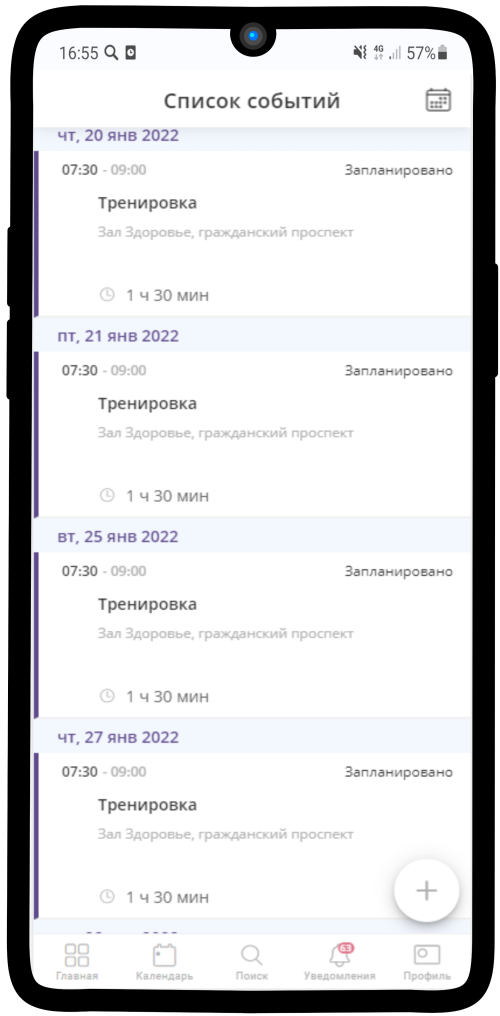 16:55 4G 57%
Список событий
чт, 20 янв 2022
07:30 - 09:00 Запланировано
Тренировка
Зал Здоровье, гражданский проспект
1 ч 30 мин
пт, 21 янв 2022
07:30 - 09:00 Запланировано
Тренировка
Зал Здоровье, гражданский проспект
1 ч 30 мин
вт, 25 янв 2022
07:30 - 09:00 Запланировано
Тренировка
Зал Здоровье, гражданский проспект
1 ч 30 мин
чт, 27 янв 2022
07:30 - 09:00 Запланировано
Тренировка
Зал Здоровье, гражданский проспект
1 ч 30 мин
+
63
Главная Календарь Поиск Уведомления Профиль